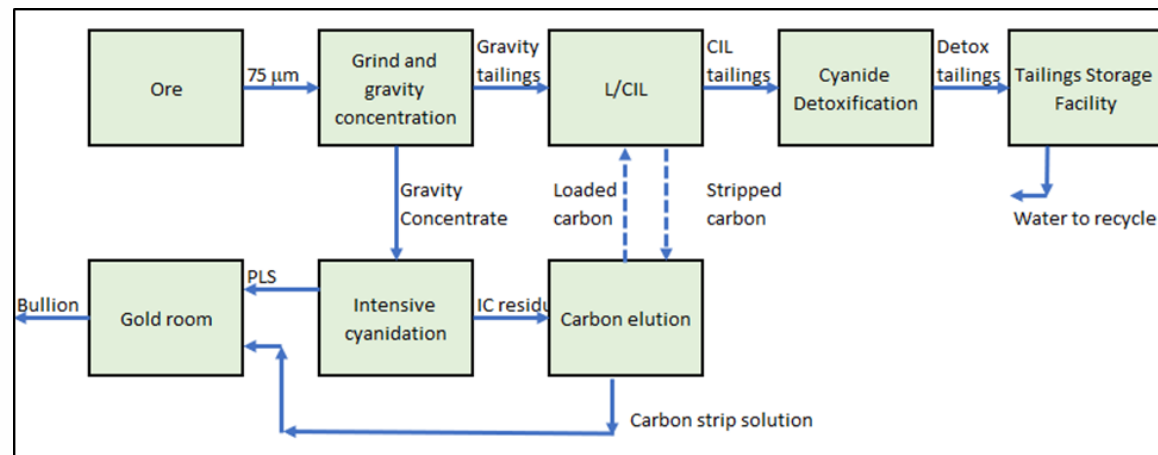 Ore
75 μm
Grind and
gravity
concentration
Gravity
tailings
L/CIL
CIL
tailings
Cyanide
Detoxification
Detox
tailings
Tailings Storage
Facility
Gravity
Concentrate
Loaded
carbon
Stripped
carbon
Water to recycle
Bullion
Gold room
PLS
Intensive
cyanidation
IC residu
Carbon elution
Carbon strip solution